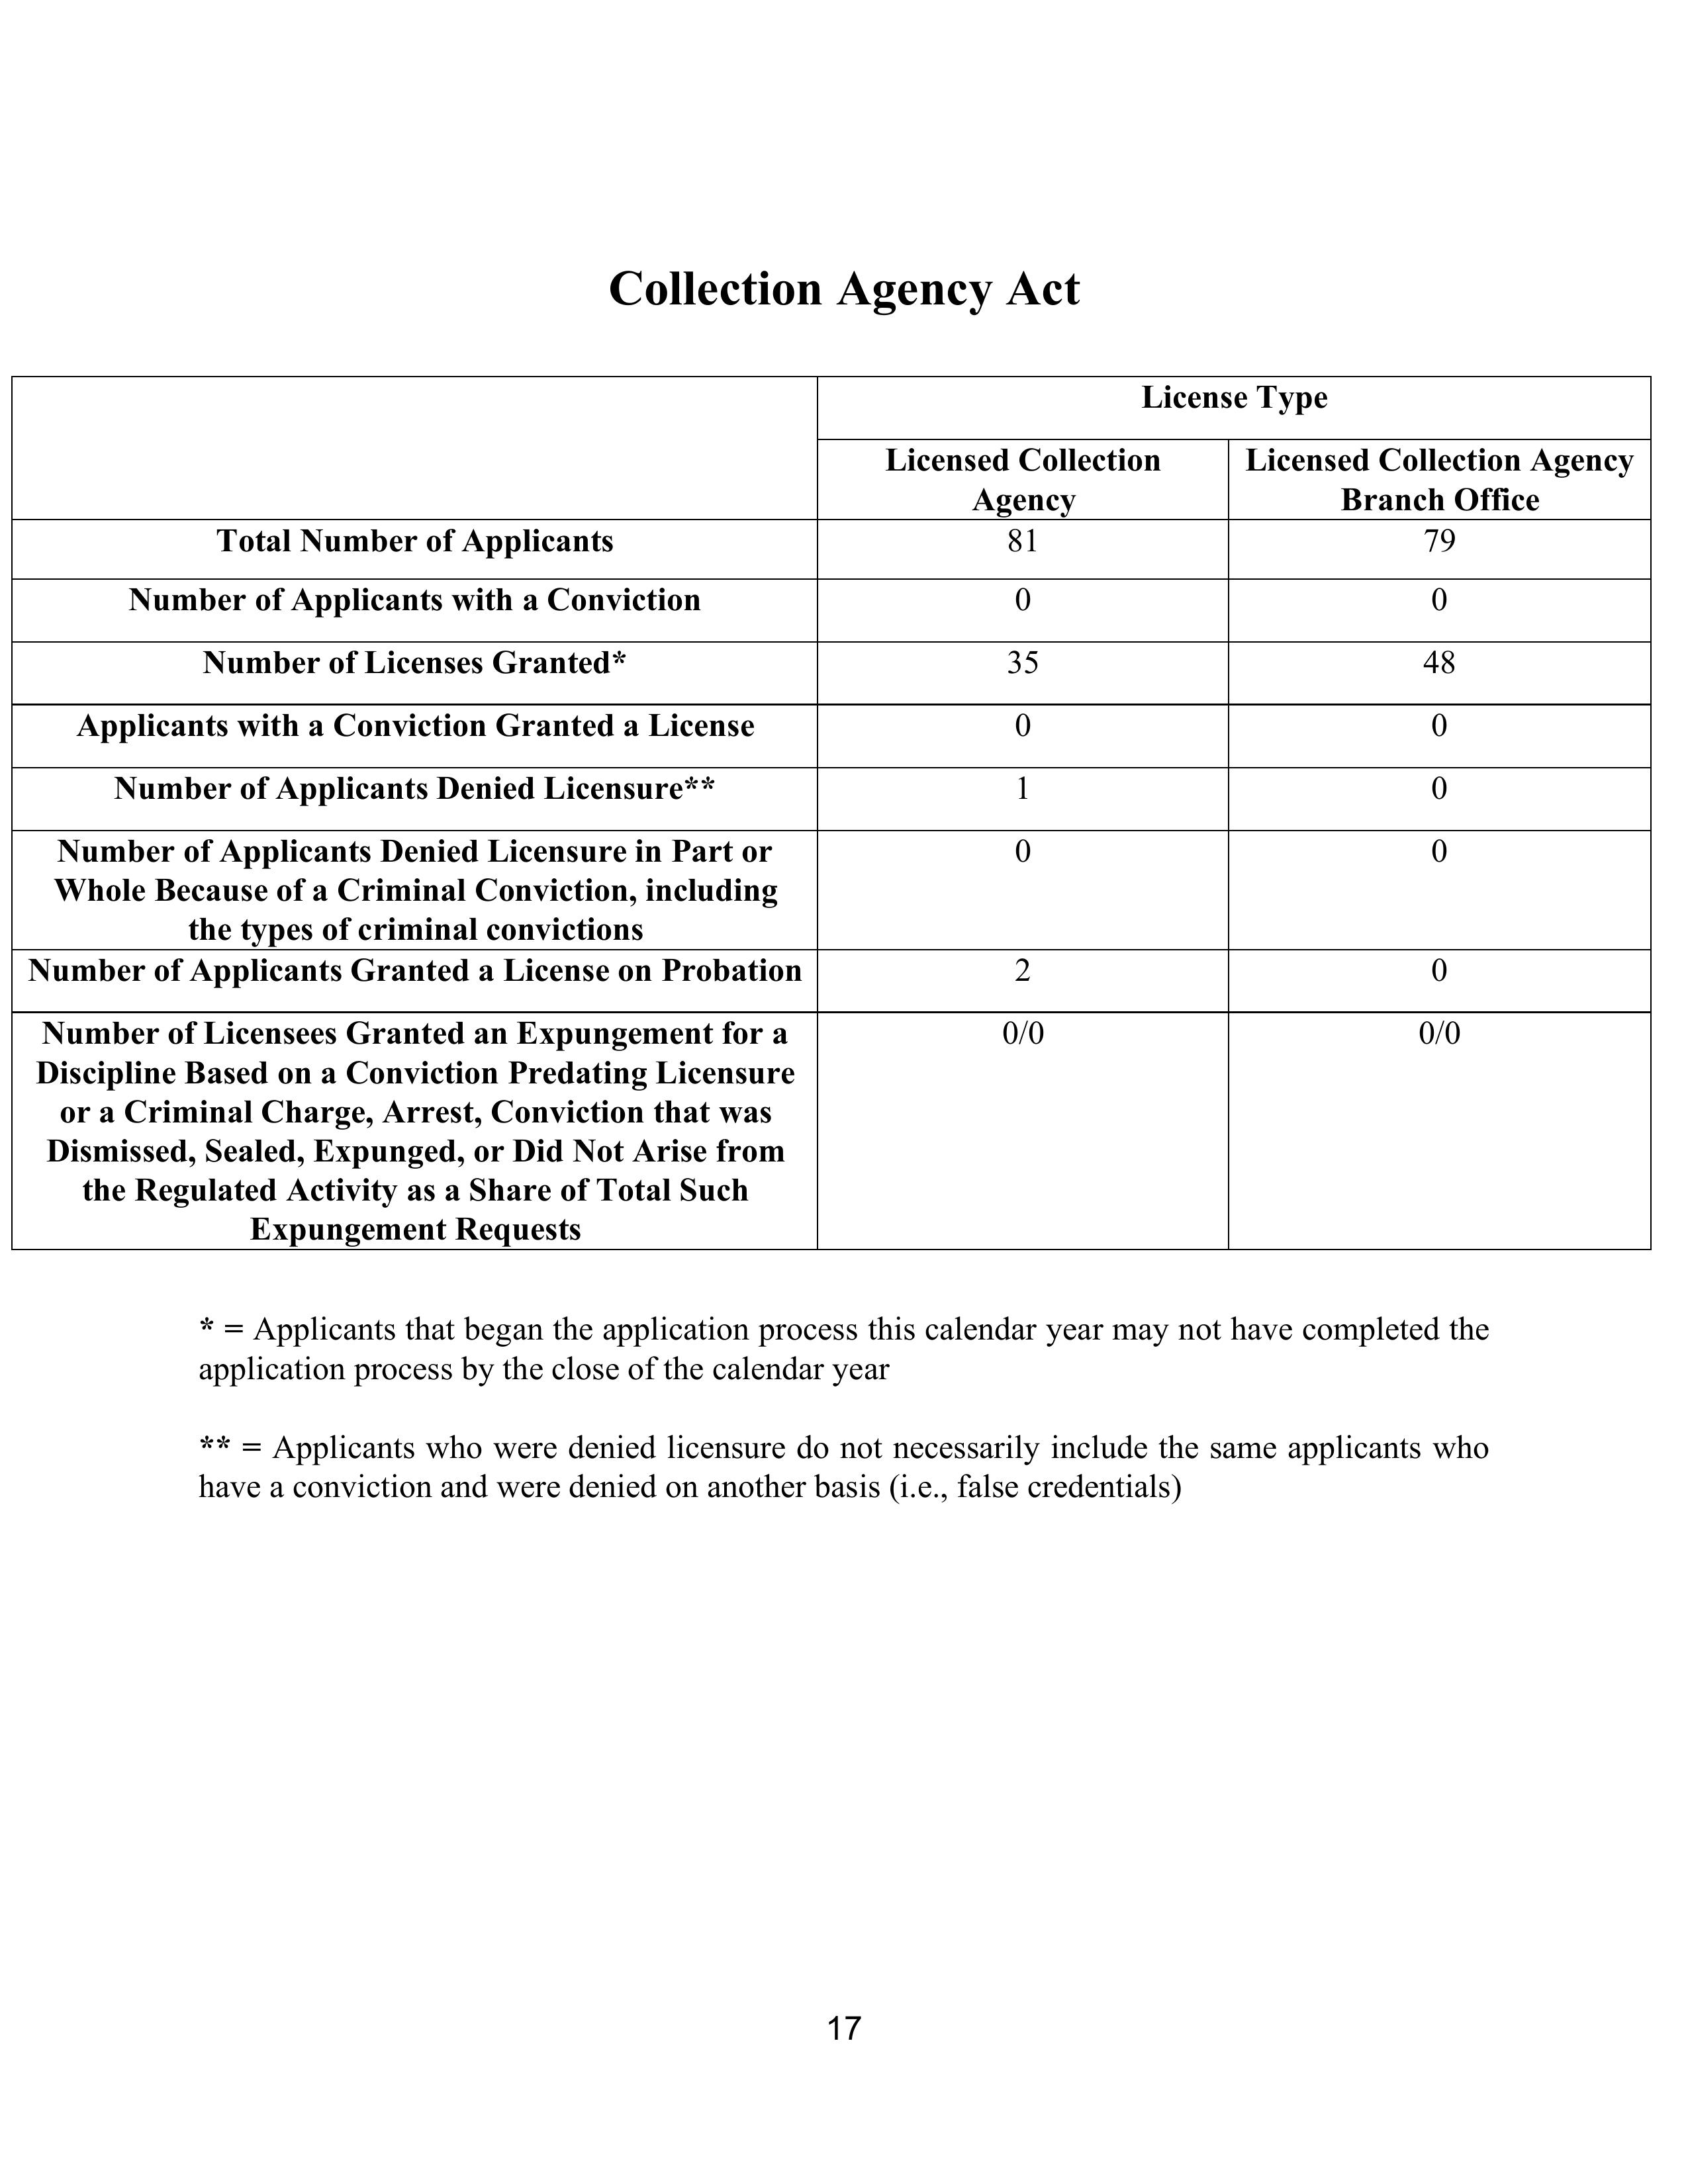 Collection Agency Act
License Type
Licensed Collection
Agency
Licensed Collection Agency
Branch Office
Total Number of Applicants
81
79
Number of Applicants with a Conviction
0
0
Number of Licenses Granted*
35
48
Applicants with a Conviction Granted a License
0
0
Number of Applicants Denied Licensure**
1
0
Number of Applicants Denied Licensure in Part or
Whole Because of a Criminal Conviction, including
the types of criminal convictions
0
0
Number of Applicants Granted a License on Probation
2
0
Number of Licensees Granted an Expungement for a
Discipline Based on a Conviction Predating Licensure
or a Criminal Charge, Arrest, Conviction that was
Dismissed, Sealed, Expunged, or Did Not Arise from
the Regulated Activity as a Share of Total Such
Expungement Requests
0/0
0/0
* = Applicants that began the application process this calendar year may not have completed the
application process by the close of the calendar year
** = Applicants who were denied licensure do not necessarily include the same applicants who
have a conviction and were denied on another basis (i.e., false credentials)
17